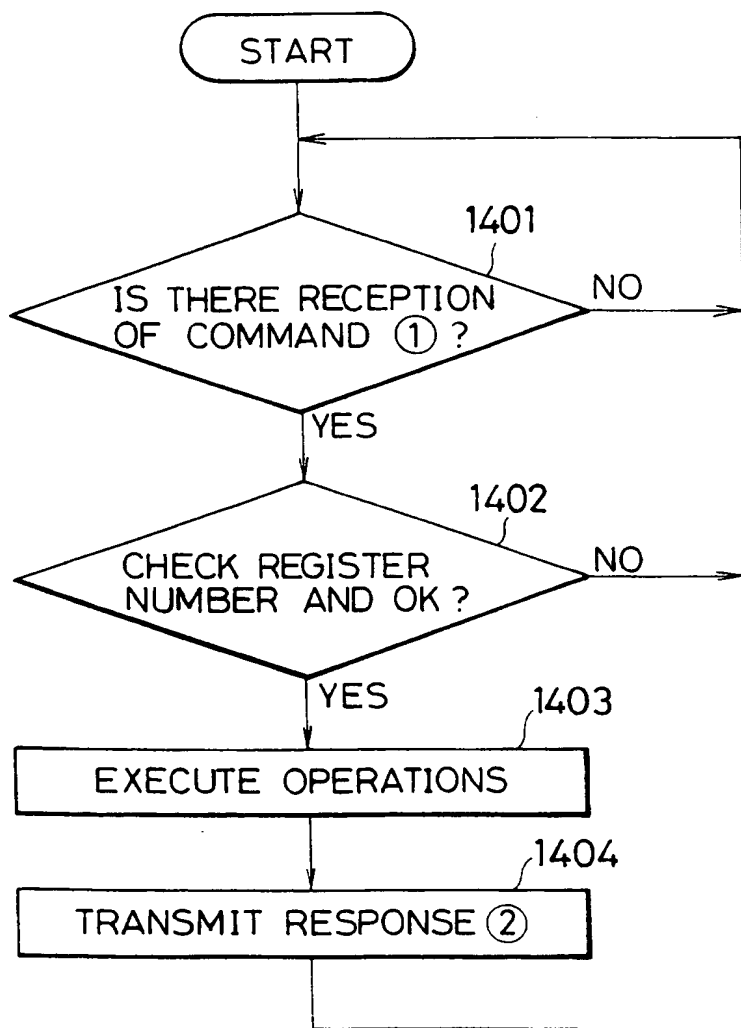 START
1401
IS THERE RECEPTION
OF COMMAND ① ?
NO
YES
1402
CHECK REGISTER
NUMBER AND OK ?
NO
YES
1403
EXECUTE OPERATIONS
1404
TRANSMIT RESPONSE ②